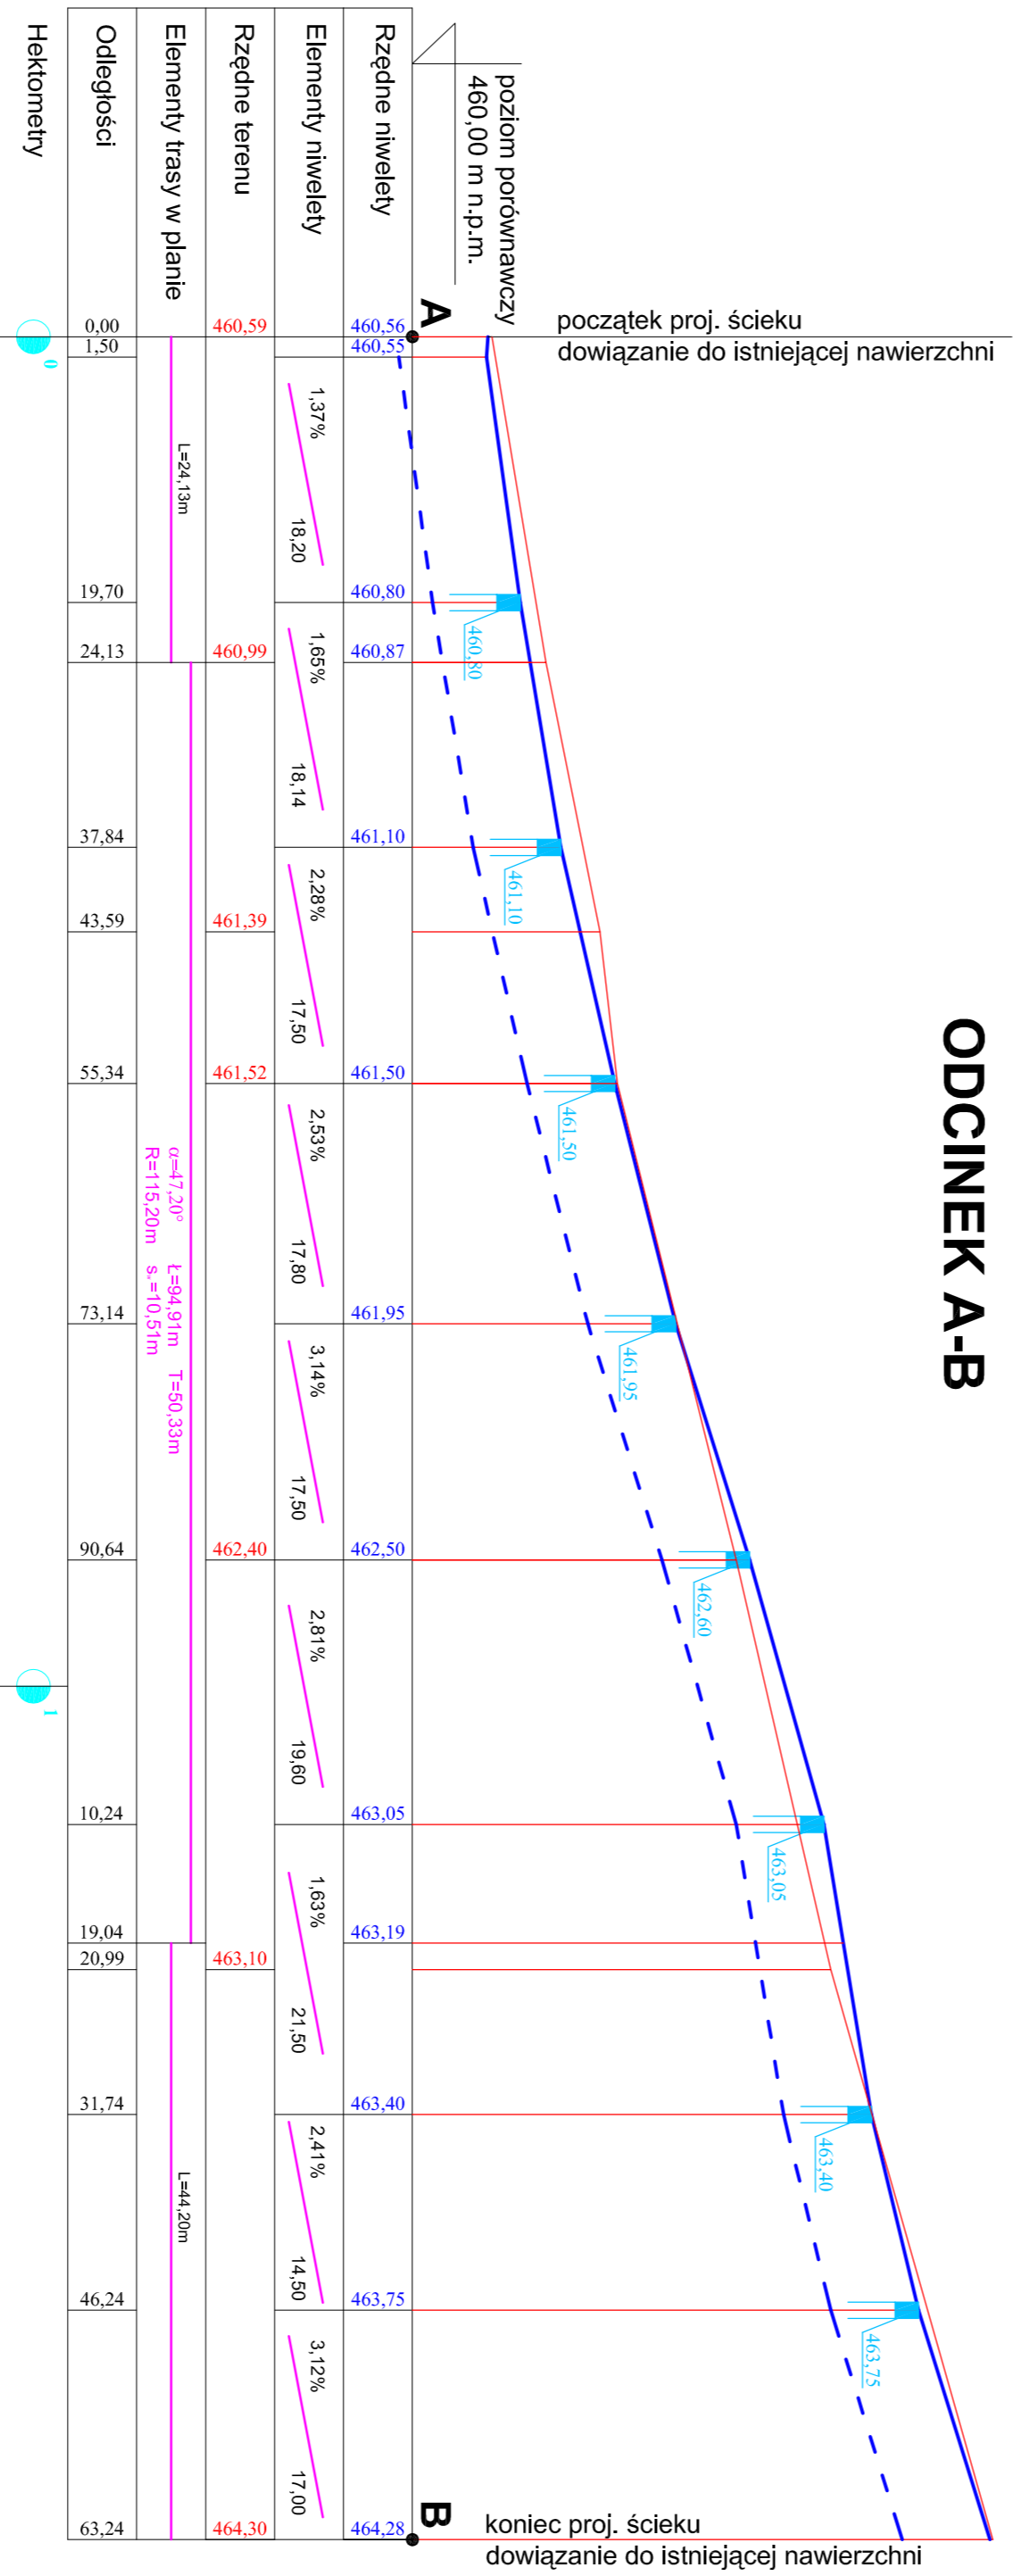 ODCINEK A-B
początek proj. ścieku
dowiązanie do istniejącej nawierzchni
koniec proj. ścieku
dowiązanie do istniejącej nawierzchni
poziom porównawczy
460,00 m n.p.m.
A
B
460,80
461,10
461,50
461,95
462,60
463,05
463,40
463,75
Rzędne niwelety
460,56
460,55
460,80
460,87
461,10
461,50
461,95
462,50
463,05
463,19
463,40
463,75
464,28
Elementy niwelety
1,37% 18,20
1,65% 18,14
2,28% 17,50
2,53% 17,80
3,14% 17,50
2,81% 19,60
1,63% 21,50
2,41% 14,50
3,12% 17,00
Rzędne terenu
460,59
460,99
461,39
461,52
462,40
463,10
464,30
Elementy trasy w planie
L=24,13m
α=47,20° Ł=94,91m T=50,33m
R=115,20m s.=10,51m
L=44,20m
Odległości
0,00
1,50
19,70
24,13
37,84
43,59
55,34
73,14
90,64
10,24
19,04
20,99
31,74
46,24
63,24
Hektometry
0
1